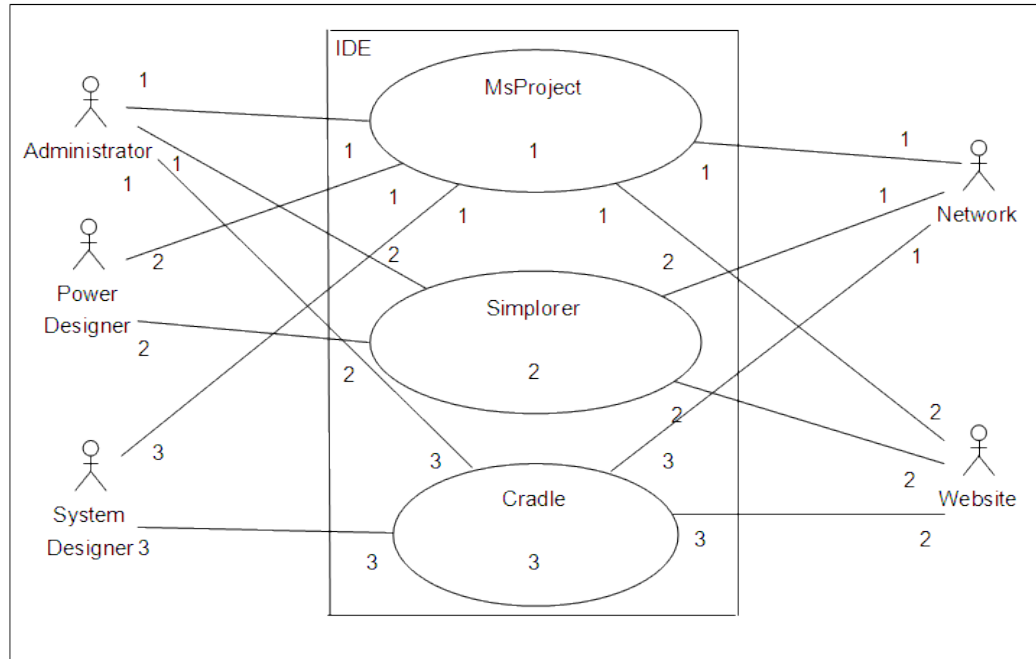 IDE
MsProject
1
1
Administrator
1
1
1
1
1
1
1
1
1
1
1
Network
2
2
2
1
Power
Designer
Simplorer
2
2
2
2
2
3
3
3
2
System
Designer 3
Cradle
Website
3
3
3
2